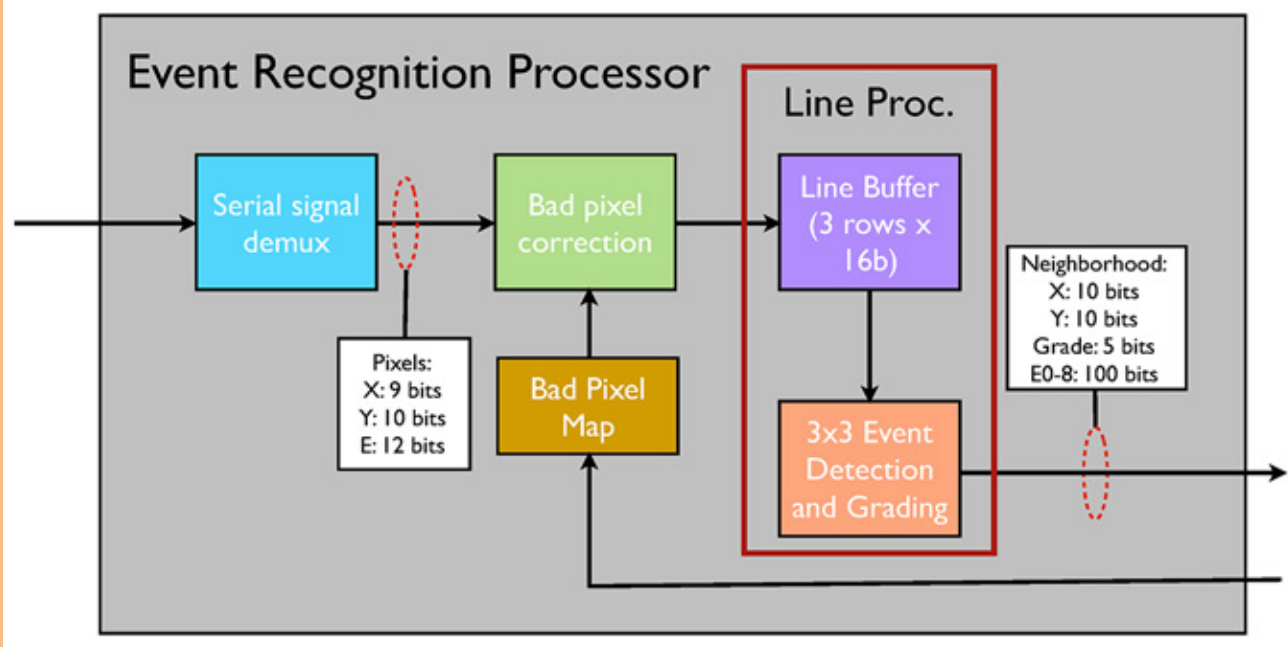 Event Recognition Processor
Line Proc.
Serial signal
demux
Bad pixel
correction
Line Buffer
(3 rows x
16b)
Pixels:
X: 9 bits
Y: 10 bits
E: 12 bits
Bad Pixel
Map
3x3 Event
Detection
and Grading
Neighborhood:
X: 10 bits
Y: 10 bits
Grade: 5 bits
E0-8: 100 bits